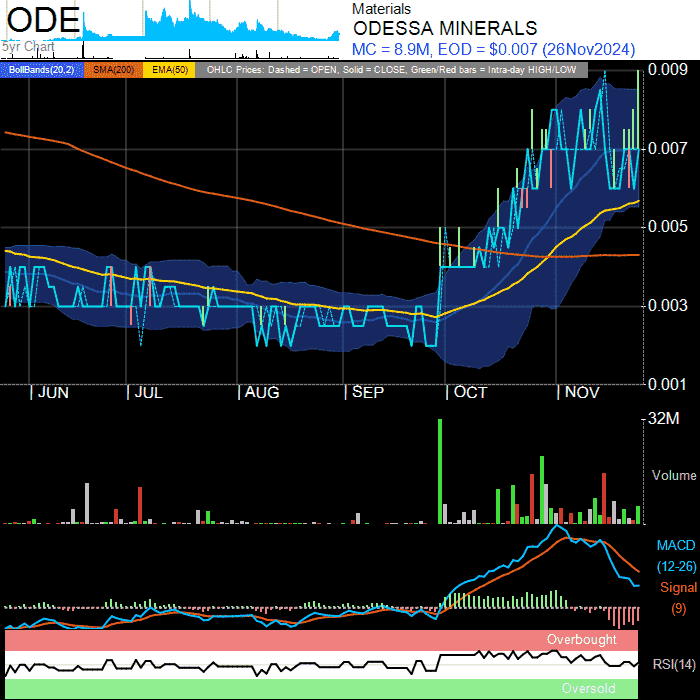 ODE
5yr Chart
Materials
ODESSA MINERALS
MC = 8.9M, EOD = $0.007 (26Nov2024)
BollBands(20,2) SMA(200) EMA(50) OHLC Prices: Dashed = OPEN, Solid = CLOSE, Green/Red bars = Intra-day HIGH/LOW
0.009
0.007
0.005
0.003
0.001
JUN JUL AUG SEP OCT NOV
32M
Volume
MACD
(12-26)
Signal
(9)
Overbought
RSI(14)
Oversold